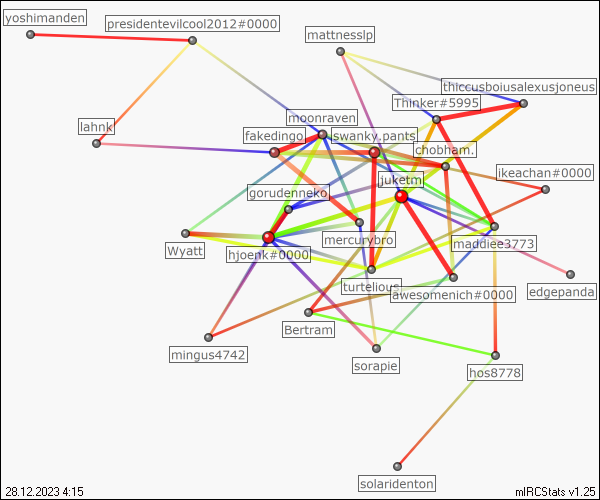 yoshimanden
presidentevilcool2012#0000
mattnesslp
thiccusboiusalexusjoneus
Thinker#5995
moonraven
lahnk
fakedingo
swanky.pants
chobham.
ikeachan#0000
juketm
gorudenneko
mercurybro
maddiee3773
Wyatt
hjoenk#0000
edgepanda
turtelious
awesomenich#0000
Bertram
mingus4742
sorapie
hos8778
solaridenton
28.12.2023 4:15
mIRCStats v1.25